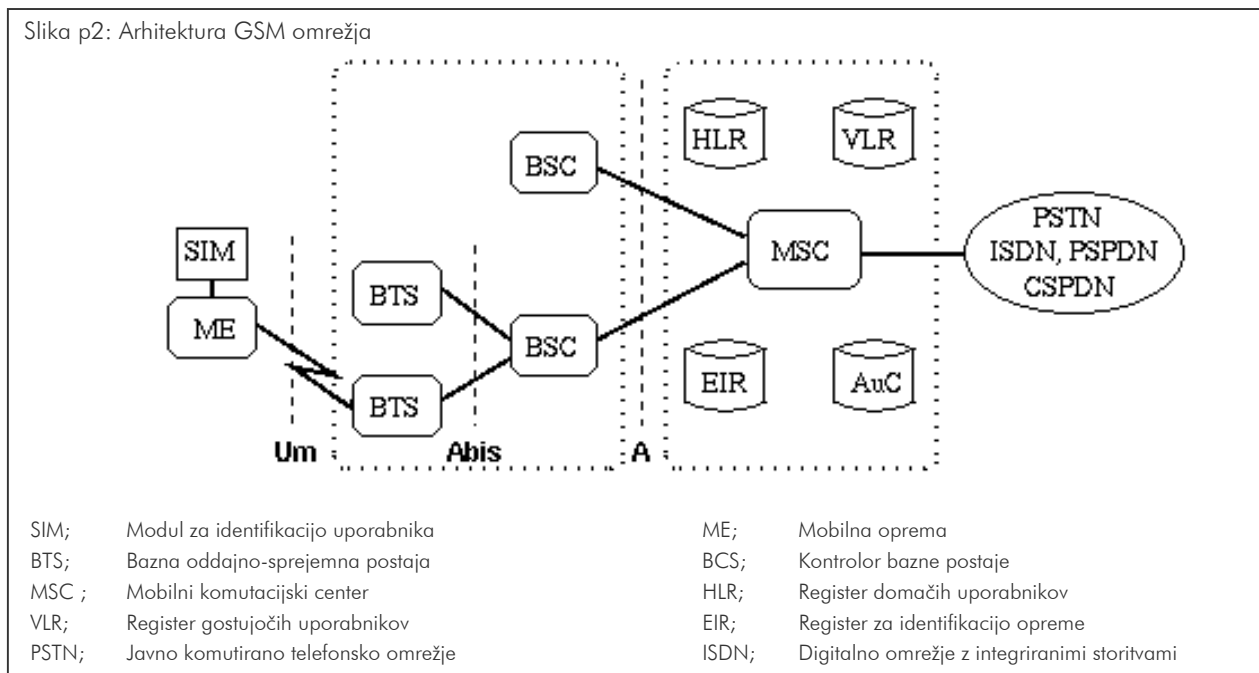 Slika p2: Arhitektura GSM omrežja
HLR VLR
BSC
SIM
ME
BTS
BSC
MSC
PSTN
ISDN, PSPDN
CSPDN
BTS
EIR AuC
Um Abis A
SIM; Modul za identifikacijo uporabnika ME; Mobilna oprema
BTS; Bazna oddajno-sprejemna postaja BCS; Kontrolor bazne postaje
MSC ; Mobilni komutacijski center HLR; Register domačih uporabnikov
VLR; Register gostujočih uporabnikov EIR; Register za identifikacijo opreme
PSTN; Javno komutirano telefonsko omrežje ISDN; Digitalno omrežje z integriranimi storitvami